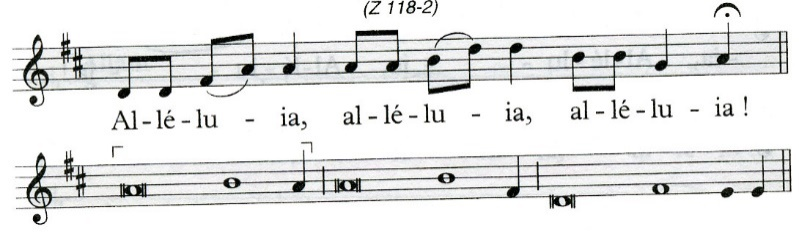 (Z 118-2)
Al - lé - lu - ia, al - lé - lu - ia, al - lé - lu - ia !